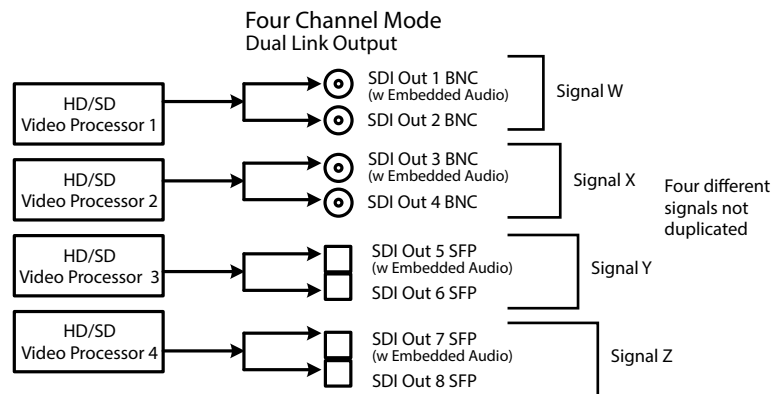 Four Channel Mode
Dual Link Output
HD/SD
Video Processor 1
SDI Out 1 BNC
(w Embedded Audio)
SDI Out 2 BNC
Signal W
HD/SD
Video Processor 2
SDI Out 3 BNC
(w Embedded Audio)
SDI Out 4 BNC
Signal X
Four different
signals not
duplicated
HD/SD
Video Processor 3
SDI Out 5 SFP
(w Embedded Audio)
SDI Out 6 SFP
Signal Y
HD/SD
Video Processor 4
SDI Out 7 SFP
(w Embedded Audio)
SDI Out 8 SFP
Signal Z